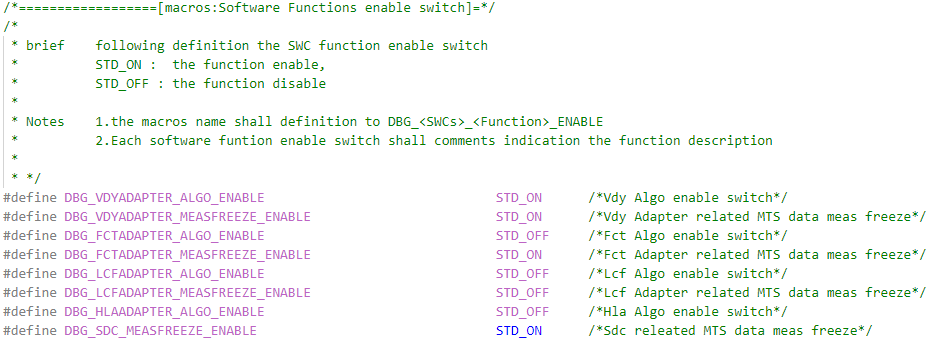 /*==================[macros:Software Functions enable switch]=*/
/*
* brief    following definition the SWC function enable switch
*          STD_ON :  the function enable,
*          STD_OFF : the function disable
*
* Notes    1.the macros name shall definition to DBG_<SWCs>_<Function>_ENABLE
*          2.Each software funtion enable switch shall comments indication the function description
*
* */
#define DBG_VDYADAPTER_ALGO_ENABLE                              STD_ON      /*Vdy Algo enable switch*/
#define DBG_VDYADAPTER_MEASFREEZE_ENABLE                        STD_ON      /*Vdy Adapter related MTS data meas freeze*/
#define DBG_FCTADAPTER_ALGO_ENABLE                              STD_OFF     /*Fct Algo enable switch*/
#define DBG_FCTADAPTER_MEASFREEZE_ENABLE                        STD_ON      /*Fct Adapter related MTS data meas freeze*/
#define DBG_LCFADAPTER_ALGO_ENABLE                              STD_OFF     /*Lcf Algo enable switch*/
#define DBG_LCFADAPTER_MEASFREEZE_ENABLE                        STD_OFF     /*Lcf Adapter related MTS data meas freeze*/
#define DBG_HLAADAPTER_ALGO_ENABLE                              STD_OFF     /*Hla Algo enable switch*/
#define DBG_SDC_MEASFREEZE_ENABLE                               STD_ON      /*Sdc releated MTS data meas freeze*/